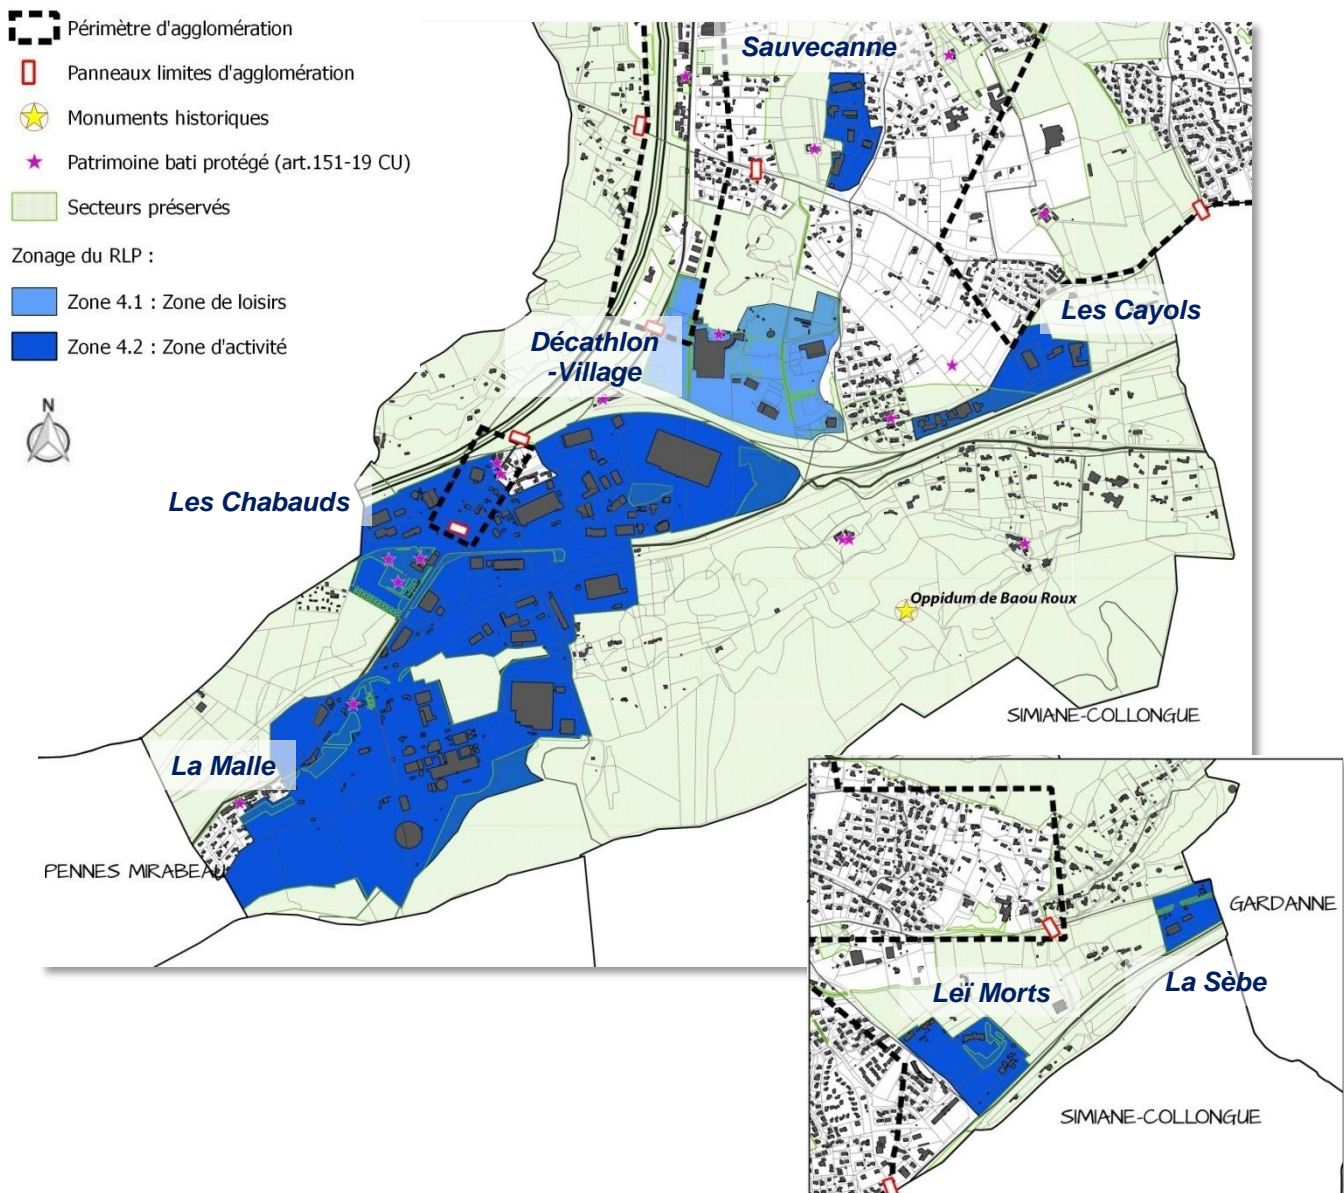 Périmètre d'agglomération
Panneaux limites d'agglomération
Monuments historiques
Patrimoine bati protégé (art.151-19 CU)
Secteurs préservés
Zonage du RLP :
Zone 4.1 : Zone de loisirs
Zone 4.2 : Zone d'activité
N
Sauvecanne
Les Cayols
Décathlon
-Village
Les Chabauds
Oppidum de Baou Roux
SIMIANE-COLLONGUE
La Malle
PENNES MIRABEAU
GARDANNE
La Sèbe
Leï Morts
SIMIANE-COLLONGUE